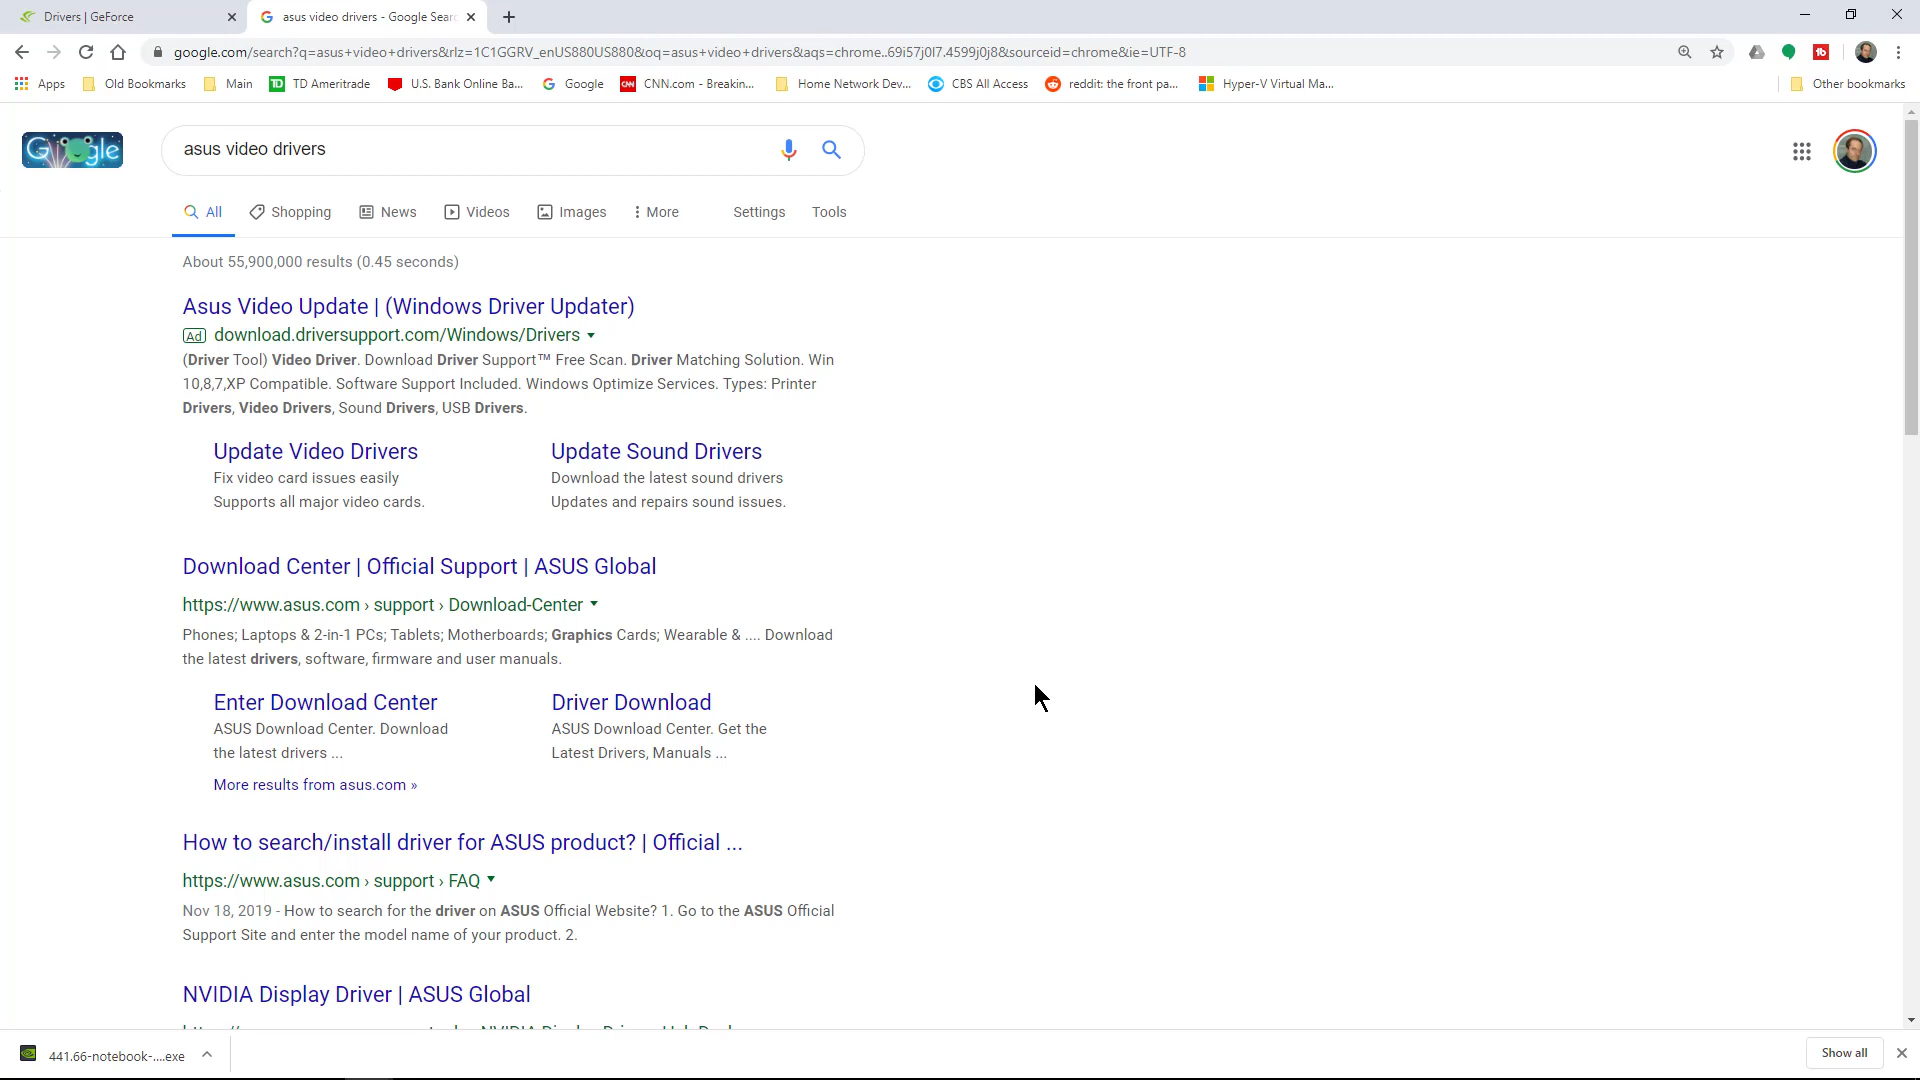 Drivers | GeForce
asus video drivers - Google Sear
google.com/search?q=asus+video+drivers&rlz=1C1GGRV_enUS880US880&oq=asus+video+drivers&aqs=chrome..69i57j0l7.4599j0j8&sourceid=chrome&ie=UTF-8
Apps Old Bookmarks Main TD Ameritrade U.S. Bank Online Ba... Google CNN.com - Breakin... Home Network Dev... CBS All Access reddit: the front pa... Hyper-V Virtual Ma... Other bookmarks
asus video drivers
All Shopping News Videos Images More Settings Tools
About 55,900,000 results (0.45 seconds)
Asus Video Update | (Windows Driver Updater)
Ad download.driversupport.com/Windows/Drivers
(Driver Tool) Video Driver. Download Driver Support™ Free Scan. Driver Matching Solution. Win
10,8,7,XP Compatible. Software Support Included. Windows Optimize Services. Types: Printer
Drivers, Video Drivers, Sound Drivers, USB Drivers.
Update Video Drivers
Fix video card issues easily
Supports all major video cards.
Update Sound Drivers
Download the latest sound drivers
Updates and repairs sound issues.
Download Center | Official Support | ASUS Global
https://www.asus.com › support › Download-Center
Phones; Laptops & 2-in-1 PCs; Tablets; Motherboards; Graphics Cards; Wearable & .... Download
the latest drivers, software, firmware and user manuals.
Enter Download Center
ASUS Download Center. Download
the latest drivers ...
Driver Download
ASUS Download Center. Get the
Latest Drivers, Manuals ...
More results from asus.com »
How to search/install driver for ASUS product? | Official ...
https://www.asus.com › support › FAQ
Nov 18, 2019 - How to search for the driver on ASUS Official Website? 1. Go to the ASUS Official
Support Site and enter the model name of your product. 2.
NVIDIA Display Driver | ASUS Global
441.66-notebook-....exe
Show all